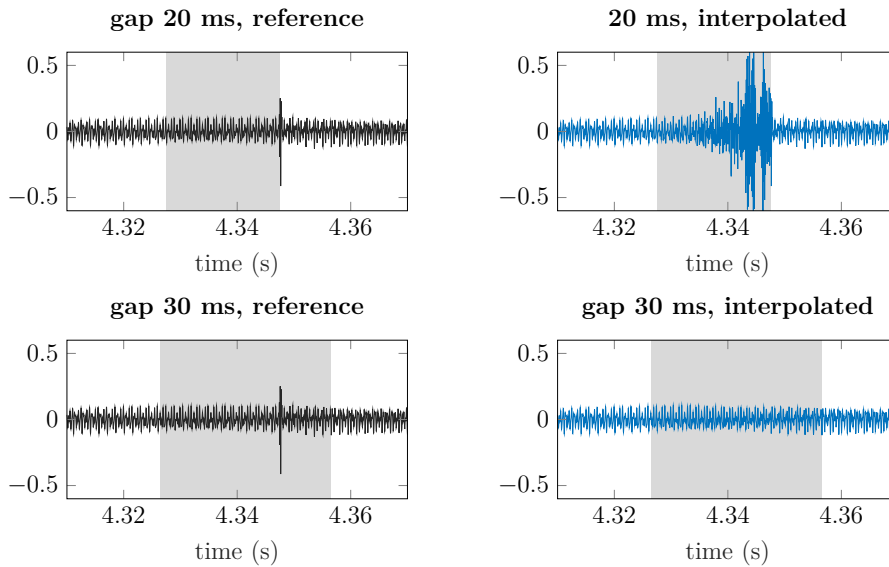 gap 20 ms, reference
20 ms, interpolated
0.5
0
−0.5
4.32 4.34 4.36
time (s)
0.5
0
−0.5
4.32 4.34 4.36
time (s)
gap 30 ms, reference
gap 30 ms, interpolated
0.5
0
−0.5
4.32 4.34 4.36
time (s)
0.5
0
−0.5
4.32 4.34 4.36
time (s)